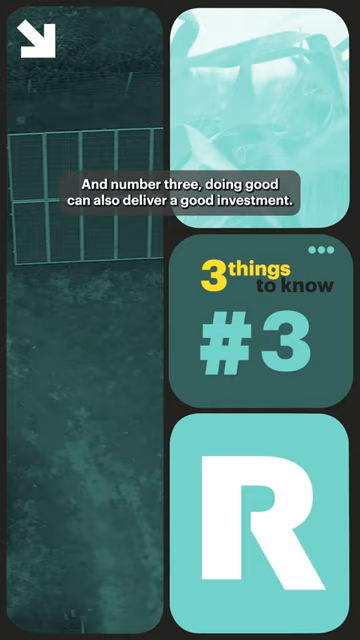 And number three, doing good
can also deliver a good investment.
3 things
to know
#3
R